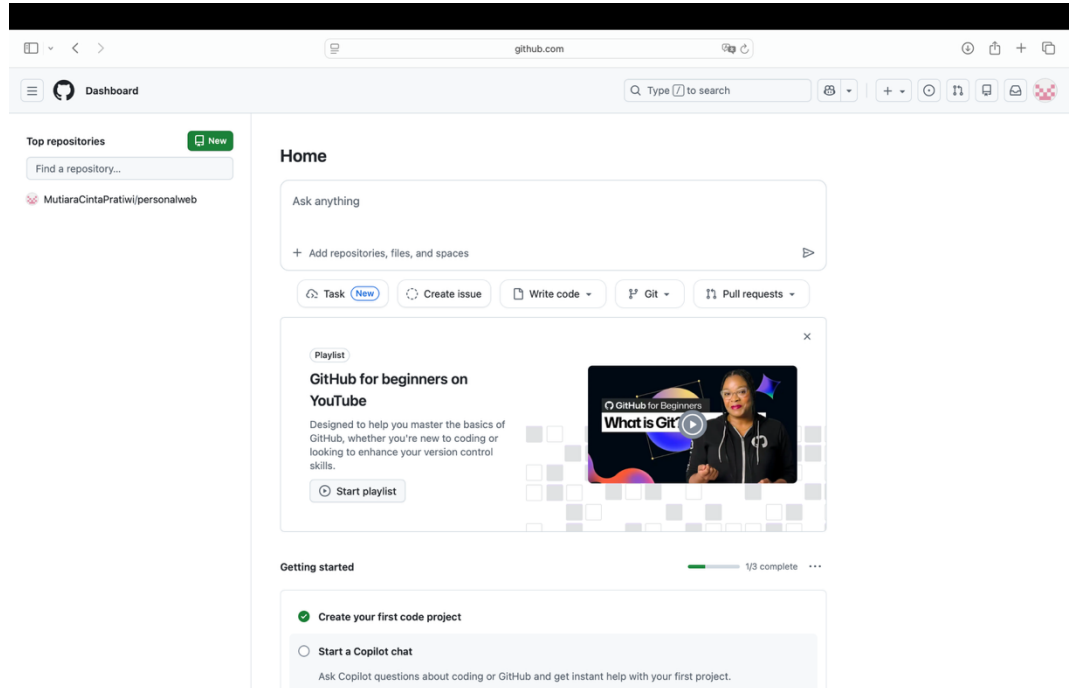 github.com
Dashboard
Type / to search
Top repositories
New
Find a repository...
MutiaraCintaPratiwi/personalweb
Home
Ask anything
Add repositories, files, and spaces
Task New
Create issue
Write code
Git
Pull requests
Playlist
GitHub for beginners on
YouTube
Designed to help you master the basics of
GitHub, whether you're new to coding or
looking to enhance your version control
skills.
Start playlist
GitHub for Beginners
What is Git?
Getting started
1/3 complete
Create your first code project
Start a Copilot chat
Ask Copilot questions about coding or GitHub and get instant help with your first project.